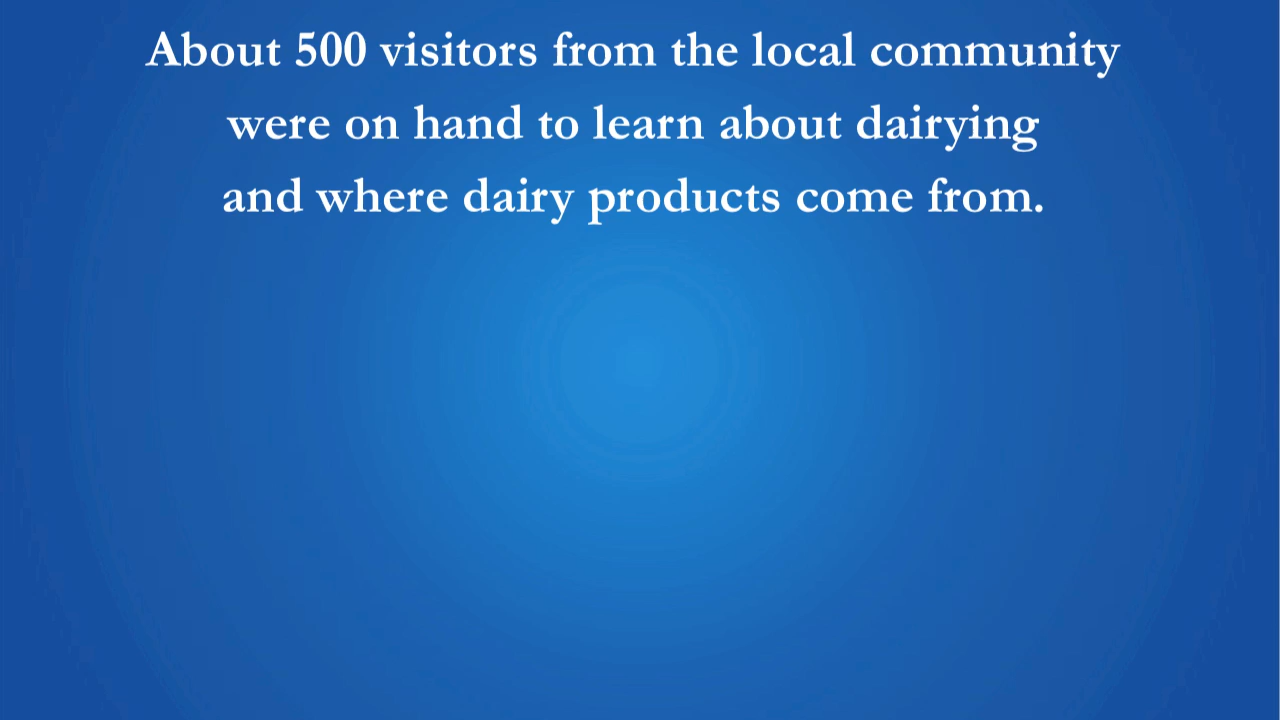 About 500 visitors from the local community
were on hand to learn about dairying
and where dairy products come from.